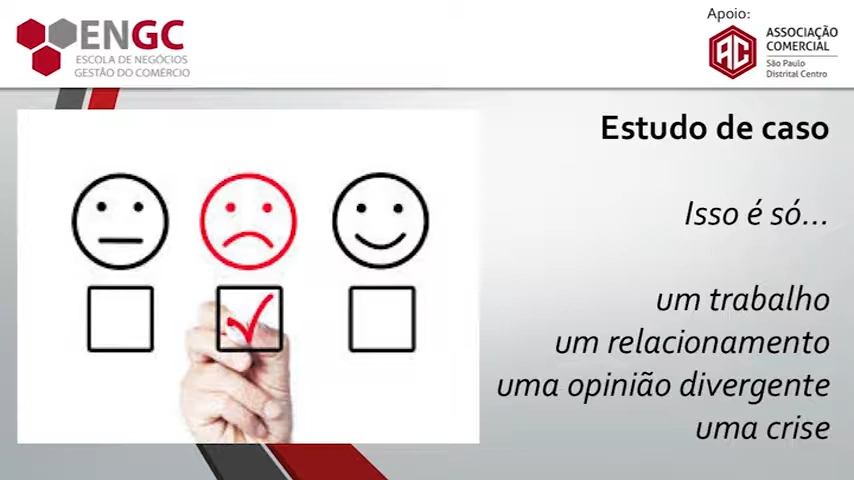 ENGC
ESCOLA DE NEGÓCIOS
GESTÃO DO COMÉRCIO
Apoio:
AC
ASSOCIAÇÃO
COMERCIAL
São Paulo
Distrital Centro
Estudo de caso
Isso é só...
um trabalho
um relacionamento
uma opinião divergente
uma crise